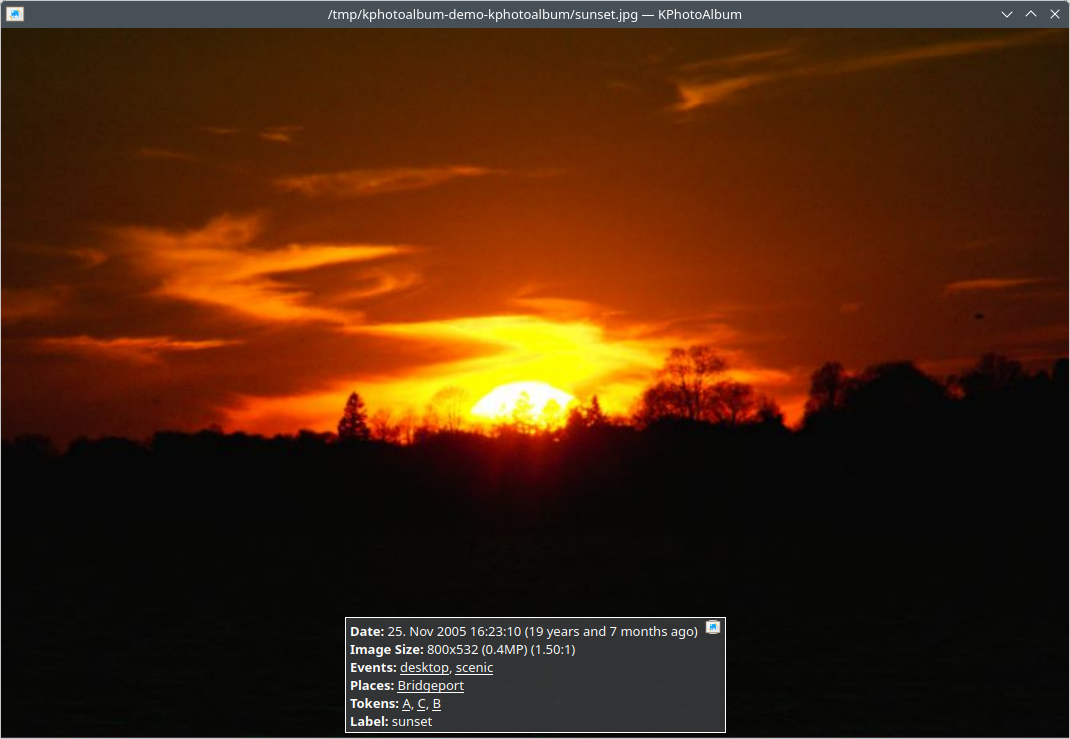 /tmp/kphotoalbum-demo-kphotoalbum/sunset.jpg — KPhotoAlbum
Date: 25. Nov 2005 16:23:10 (19 years and 7 months ago)
Image Size: 800x532 (0.4MP) (1.50:1)
Events: desktop, scenic
Places: Bridgeport
Tokens: A, C, B
Label: sunset